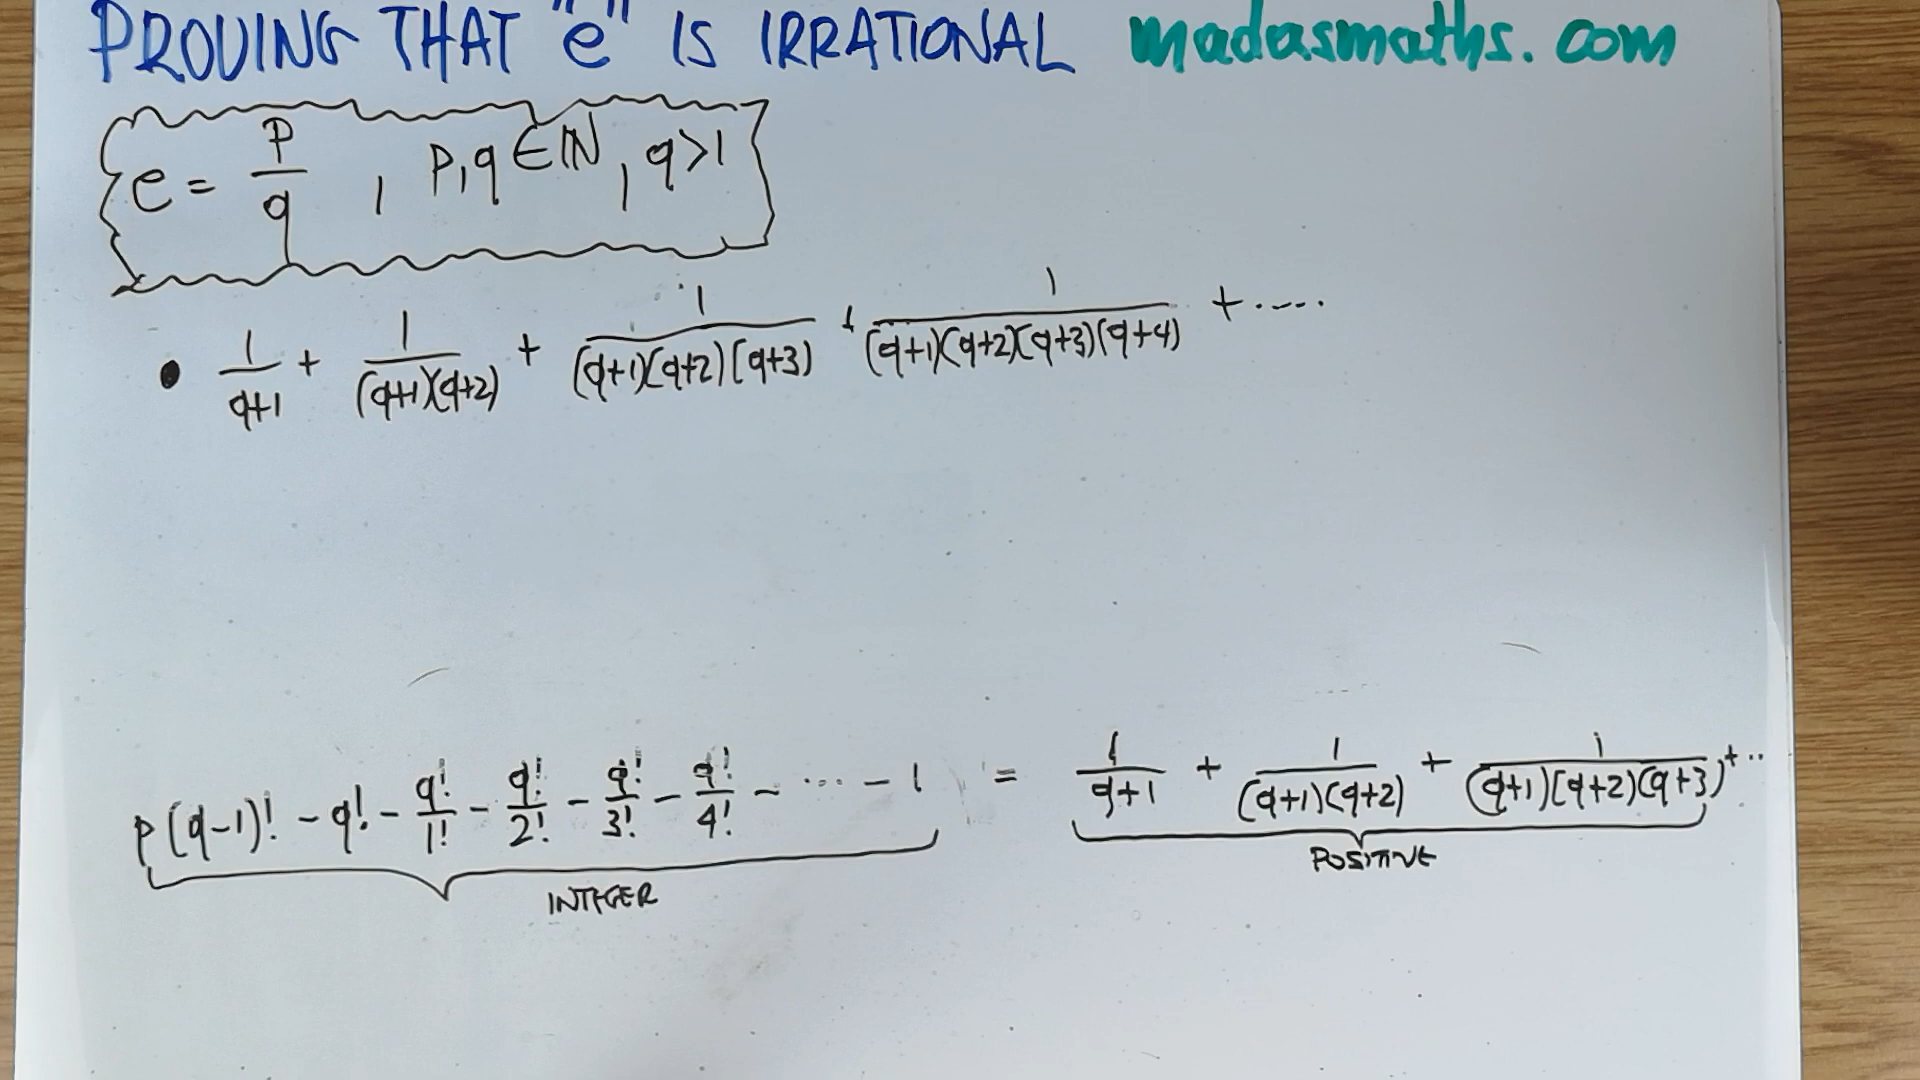 PROVING THAT "e" IS IRRATIONAL madasmaths.com
e = p/q , p,q ∈ ℕ , q>1
• 1/(q+1) + 1/((q+1)(q+2)) + 1/((q+1)(q+2)(q+3)) + 1/((q+1)(q+2)(q+3)(q+4)) + .....
p(q-1)! - q! - q!/1! - q!/2! - q!/3! - q!/4! - ... - 1 = 1/(q+1) + 1/((q+1)(q+2)) + 1/((q+1)(q+2)(q+3)) + ..
INTEGER POSITIVE